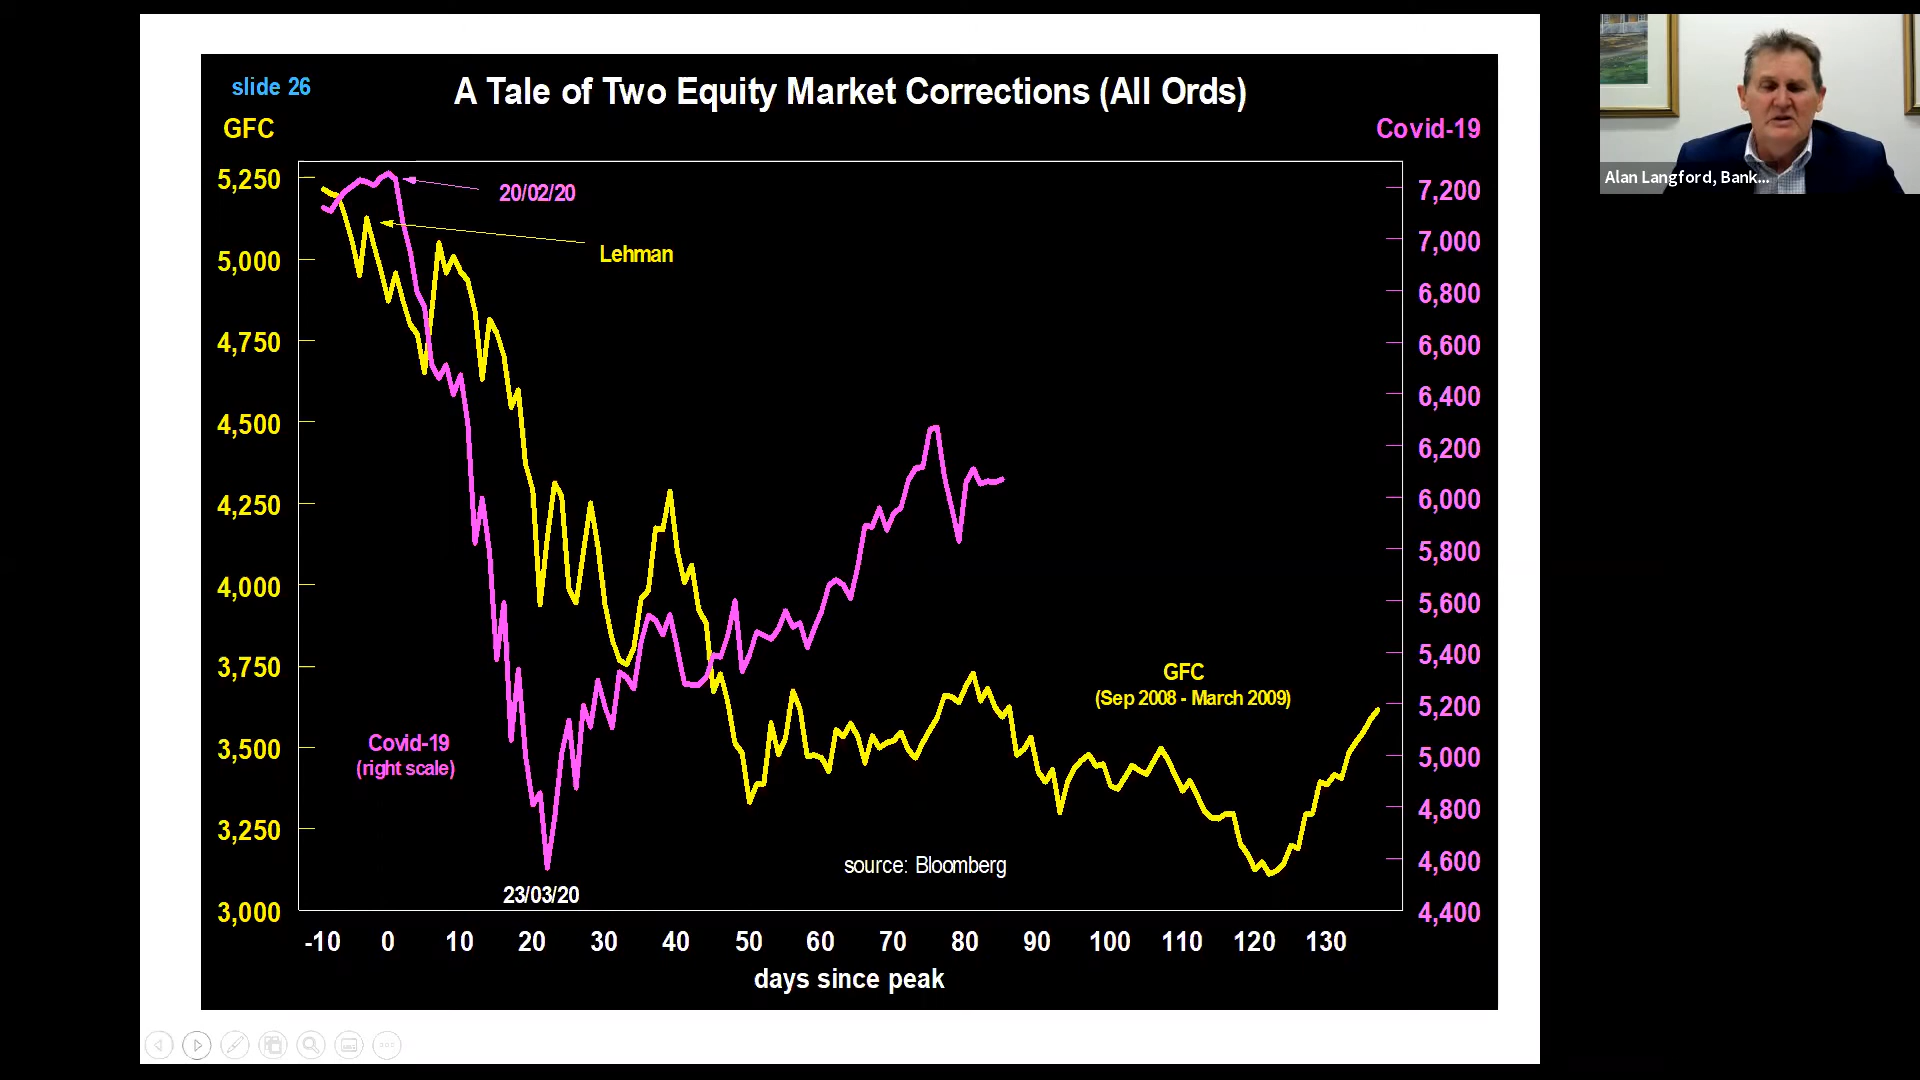 slide 26
A Tale of Two Equity Market Corrections (All Ords)
GFC
Covid-19
5,250
5,000
4,750
4,500
4,250
4,000
3,750
3,500
3,250
3,000
20/02/20
Lehman
GFC
(Sep 2008 - March 2009)
Covid-19
(right scale)
source: Bloomberg
23/03/20
7,200
7,000
6,800
6,600
6,400
6,200
6,000
5,800
5,600
5,400
5,200
5,000
4,800
4,600
4,400
-10 0 10 20 30 40 50 60 70 80 90 100 110 120 130
days since peak
Alan Langford, Bank...